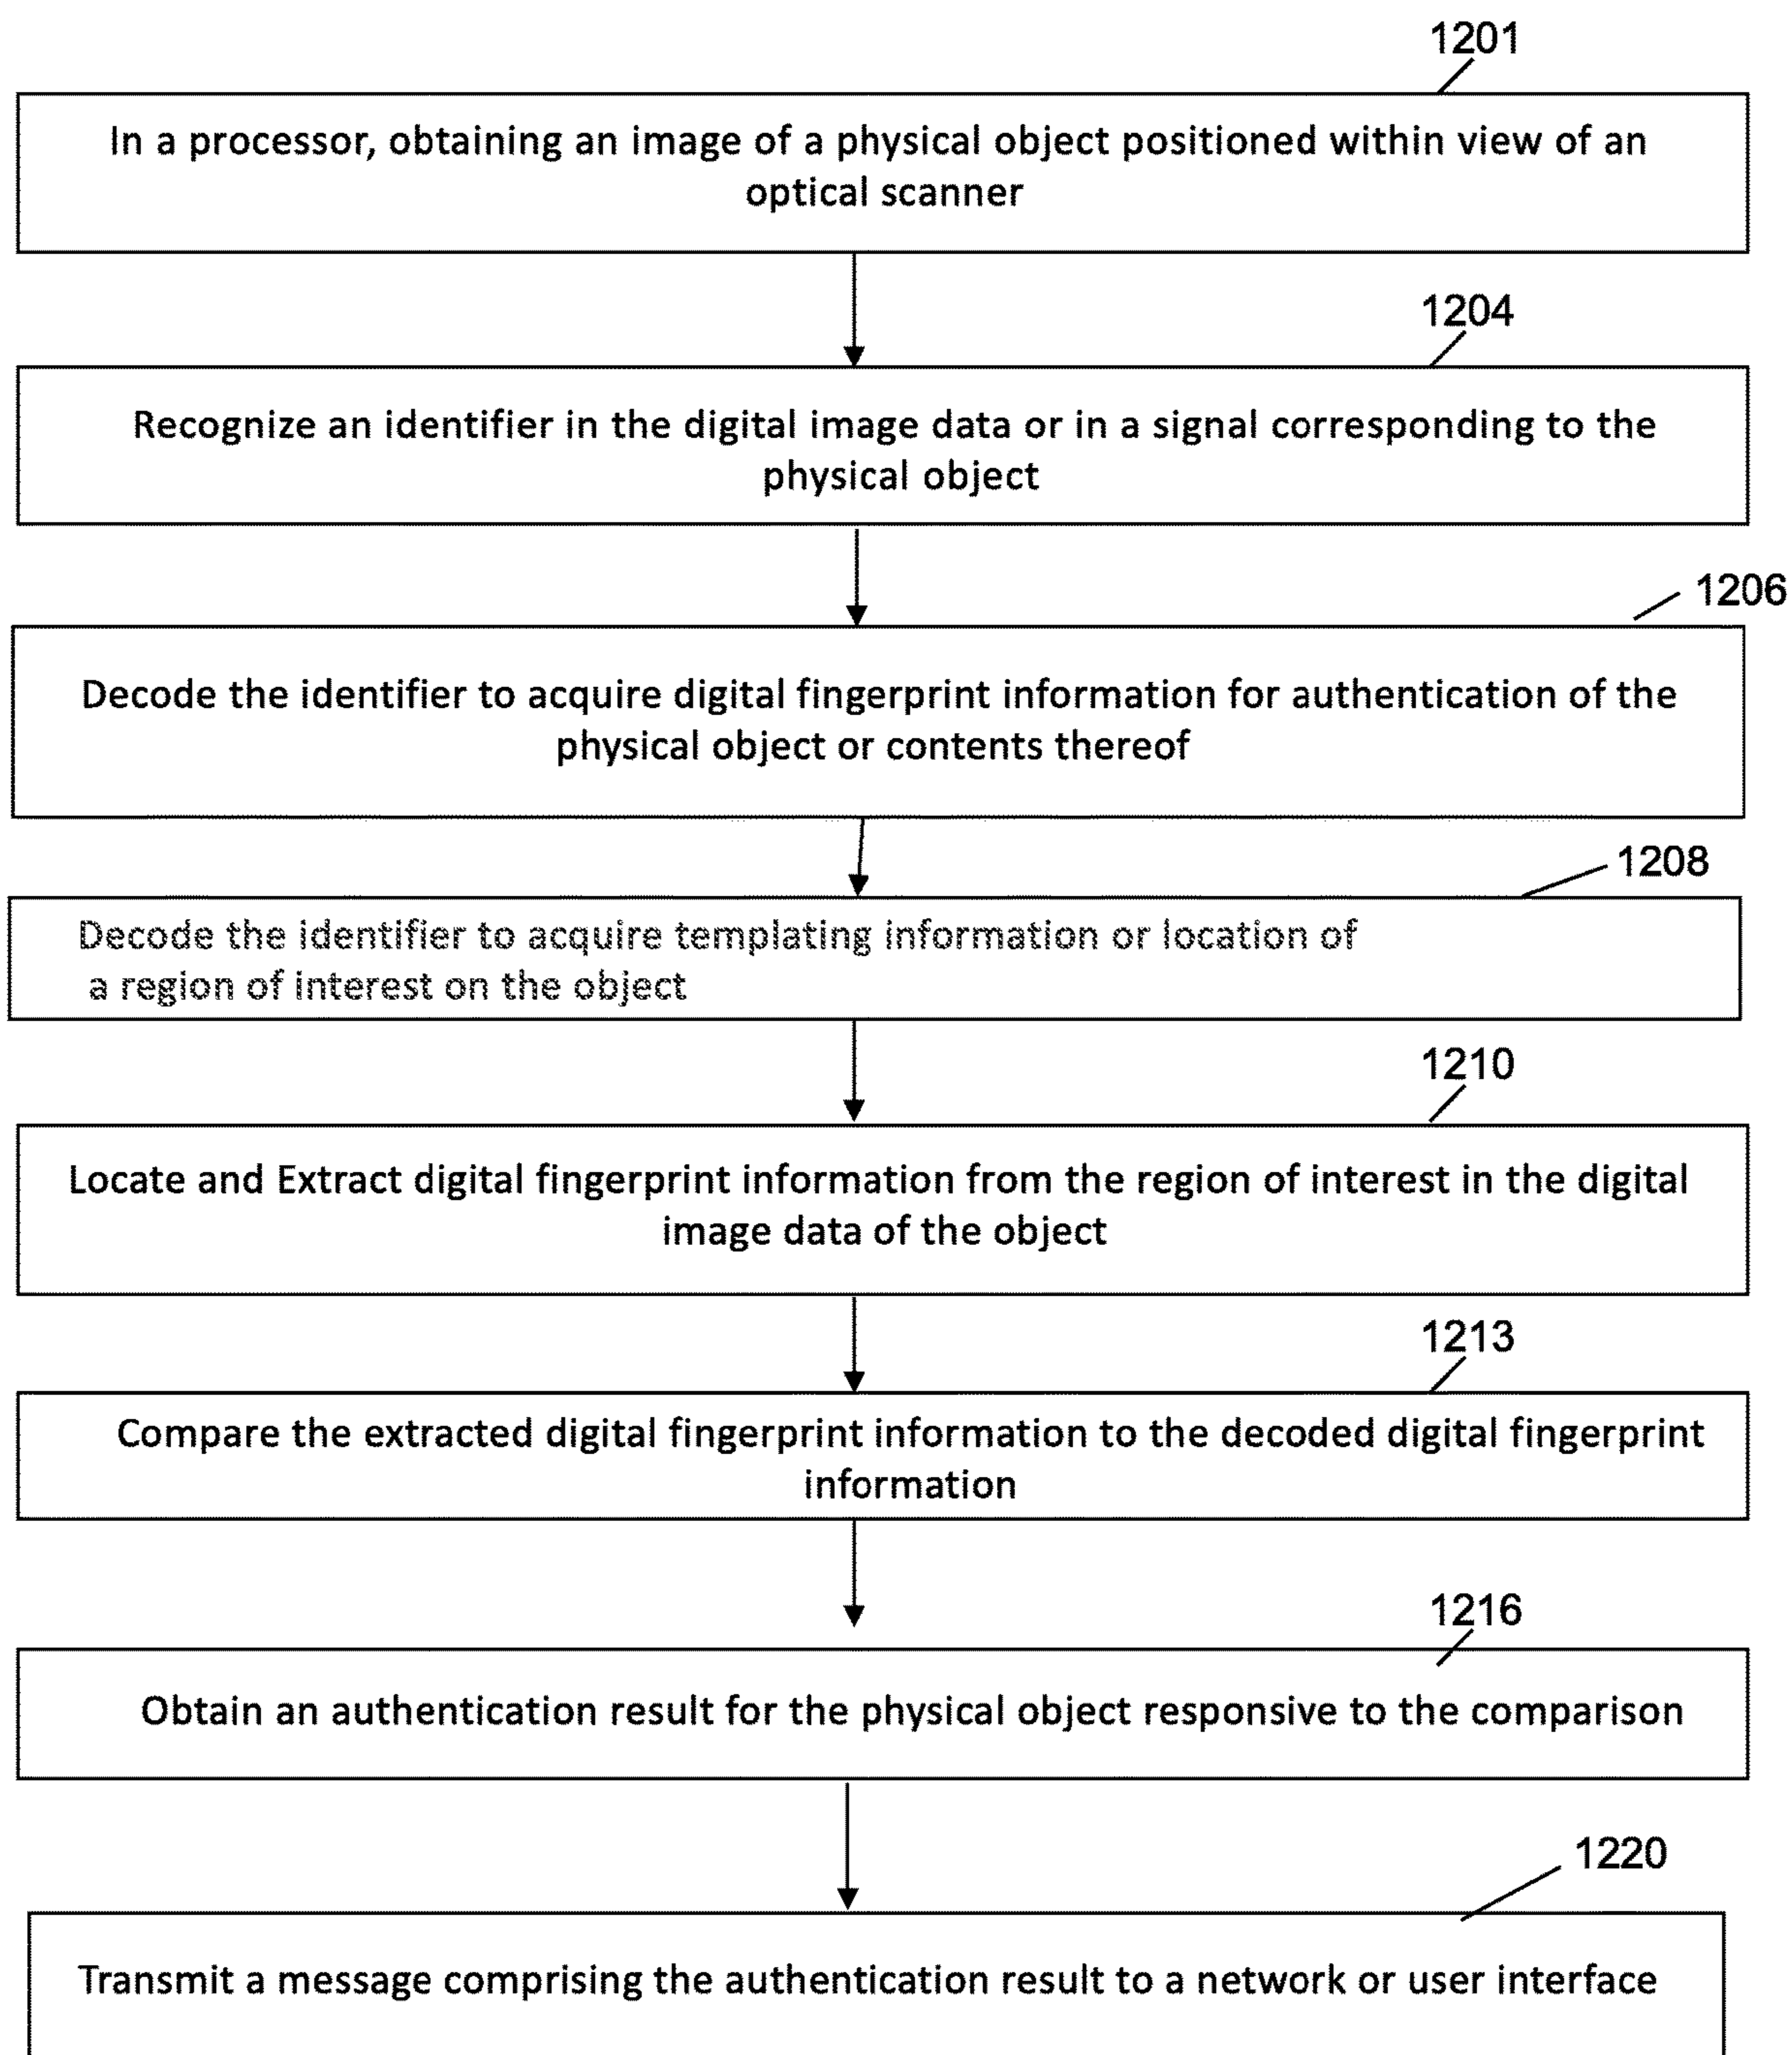 1201
In a processor, obtaining an image of a physical object positioned within view of an
optical scanner
1204
Recognize an identifier in the digital image data or in a signal corresponding to the
physical object
1206
Decode the identifier to acquire digital fingerprint information for authentication of the
physical object or contents thereof
1208
Decode the identifier to acquire templating information or location of
a region of interest on the object
1210
Locate and Extract digital fingerprint information from the region of interest in the digital
image data of the object
1213
Compare the extracted digital fingerprint information to the decoded digital fingerprint
information
1216
Obtain an authentication result for the physical object responsive to the comparison
1220
Transmit a message comprising the authentication result to a network or user interface